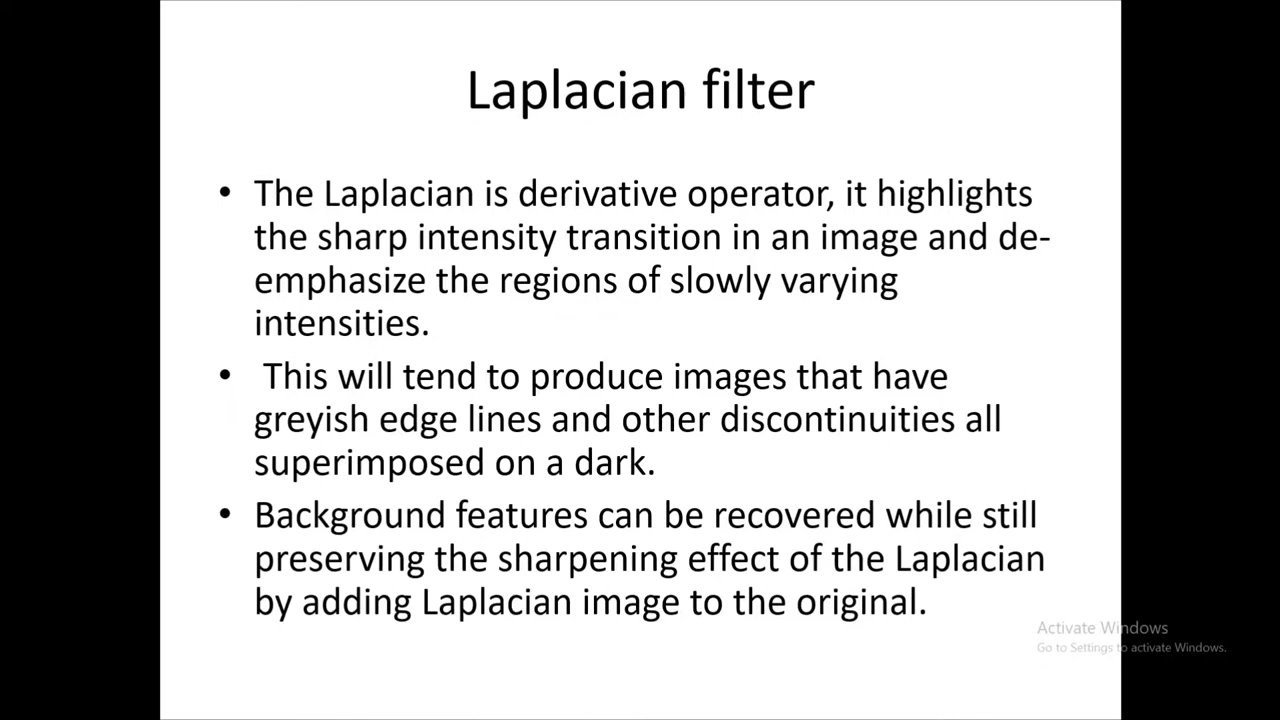 Laplacian filter
• The Laplacian is derivative operator, it highlights
the sharp intensity transition in an image and de-
emphasize the regions of slowly varying
intensities.
• This will tend to produce images that have
greyish edge lines and other discontinuities all
superimposed on a dark.
• Background features can be recovered while still
preserving the sharpening effect of the Laplacian
by adding Laplacian image to the original.
Activate Windows
Go to Settings to activate Windows.